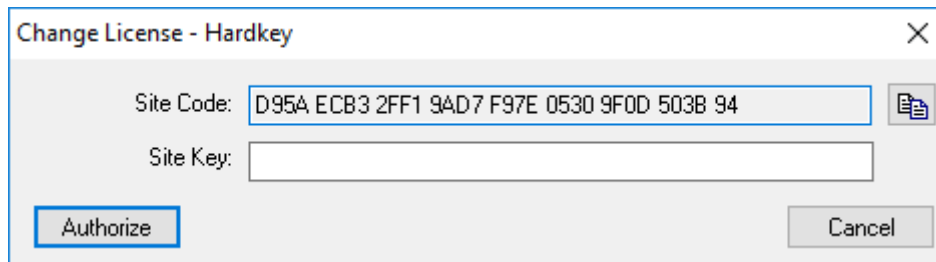 Change License - Hardkey
Site Code: D95A ECB3 2FF1 9AD7 F97E 0530 9F0D 503B 94
Site Key:
Authorize Cancel